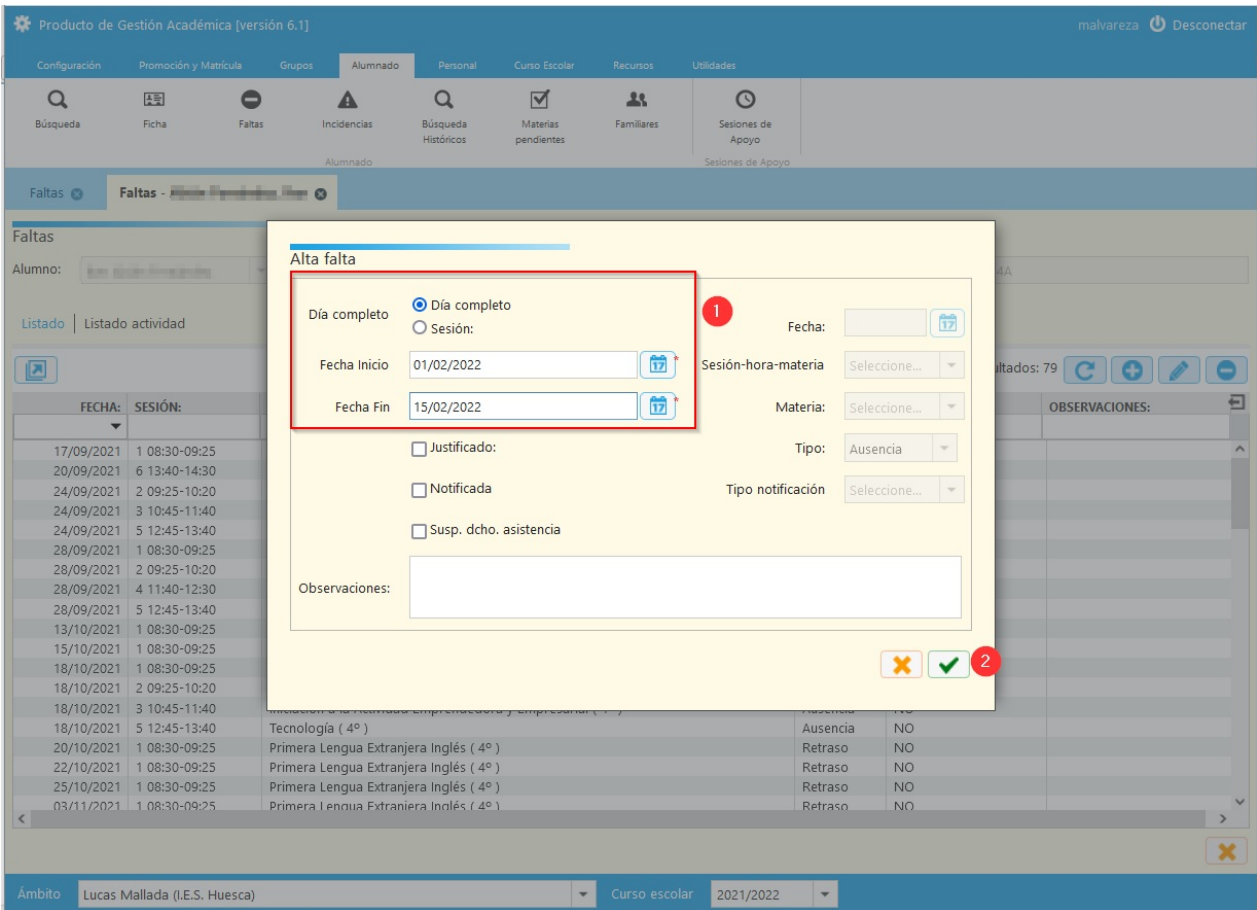 Producto de Gestión Académica [versión 6.1] malvareza Desconectar
Configuración Promoción y Matrícula Grupos Alumnado Personal Curso Escolar Recursos Utilidades
Búsqueda Ficha Faltas Incidencias Búsqueda Históricos Materias pendientes Familiares Sesiones de Apoyo
Alumnado Sesiones de Apoyo
Faltas Faltas -
Faltas
Alumno: 4A
Listado Listado actividad
ultados: 79
Alta falta
Día completo Día completo
Sesión:
1
Fecha: 17
Fecha Inicio 01/02/2022 17 *
Sesión-hora-materia Seleccione...
Fecha Fin 15/02/2022 17 *
Materia: Seleccione...
Justificado: Tipo: Ausencia
Notificada Tipo notificación Seleccione...
Susp. dcho. asistencia
Observaciones:
2
FECHA: SESIÓN: OBSERVACIONES:
17/09/2021 1 08:30-09:25
20/09/2021 6 13:40-14:30
24/09/2021 2 09:25-10:20
24/09/2021 3 10:45-11:40
24/09/2021 5 12:45-13:40
28/09/2021 1 08:30-09:25
28/09/2021 2 09:25-10:20
28/09/2021 4 11:40-12:30
28/09/2021 5 12:45-13:40
13/10/2021 1 08:30-09:25
15/10/2021 1 08:30-09:25
18/10/2021 1 08:30-09:25
18/10/2021 2 09:25-10:20
18/10/2021 3 10:45-11:40 Iniciación a la Actividad Emprendedora y Empresarial ( 4º ) Ausencia NO
18/10/2021 5 12:45-13:40 Tecnología ( 4º ) Ausencia NO
20/10/2021 1 08:30-09:25 Primera Lengua Extranjera Inglés ( 4º ) Retraso NO
22/10/2021 1 08:30-09:25 Primera Lengua Extranjera Inglés ( 4º ) Retraso NO
25/10/2021 1 08:30-09:25 Primera Lengua Extranjera Inglés ( 4º ) Retraso NO
03/11/2021 1 08:30-09:25 Primera Lengua Extranjera Inglés ( 4º ) Retraso NO
Ámbito Lucas Mallada (I.E.S. Huesca) Curso escolar 2021/2022